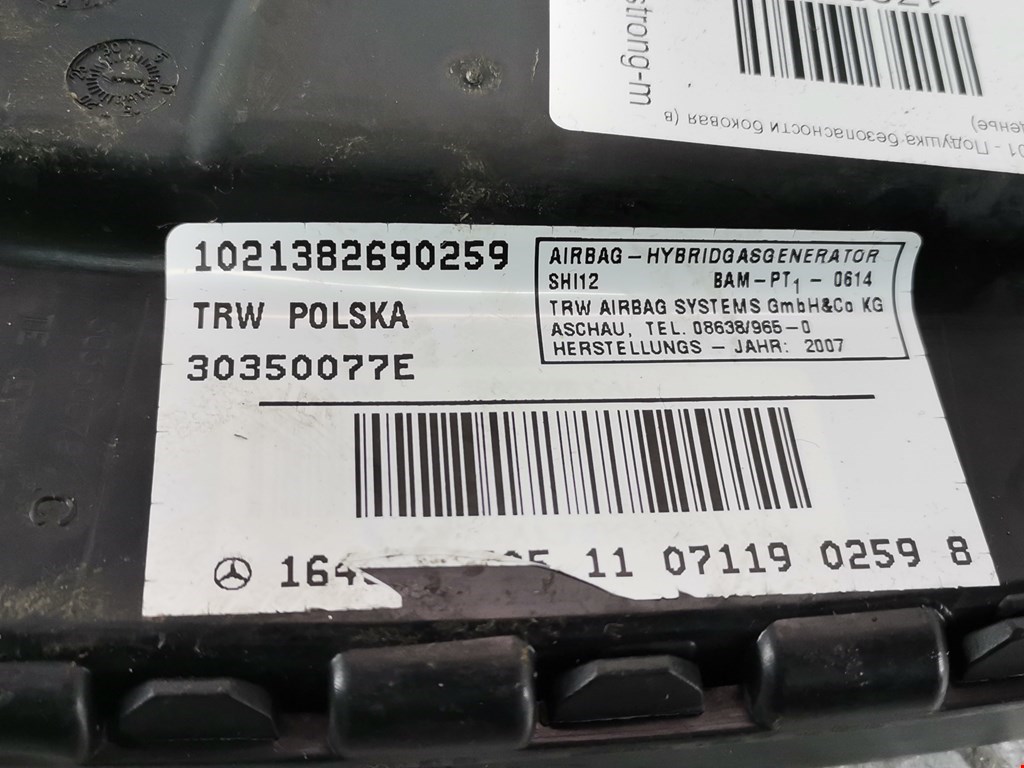 strong-m
01 - Подушка безопасности боковая (в
денье)
1021382690259
TRW POLSKA
30350077E
AIRBAG-HYBRIDGASGENERATOR
SHI12 BAM-PT1-0614
TRW AIRBAG SYSTEMS GmbH&Co KG
ASCHAU, TEL. 08638/965-0
HERSTELLUNGS - JAHR: 2007
11 07119 0259 8